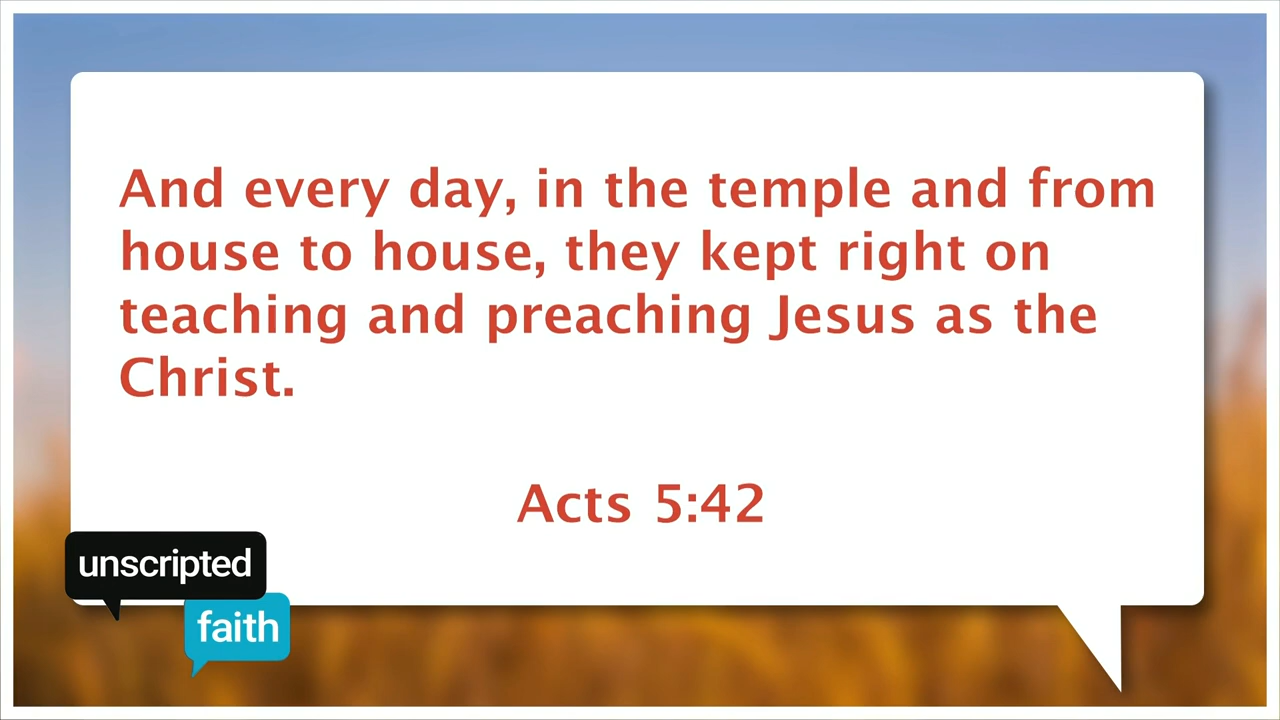 And every day, in the temple and from
house to house, they kept right on
teaching and preaching Jesus as the
Christ.
Acts 5:42
unscripted
faith